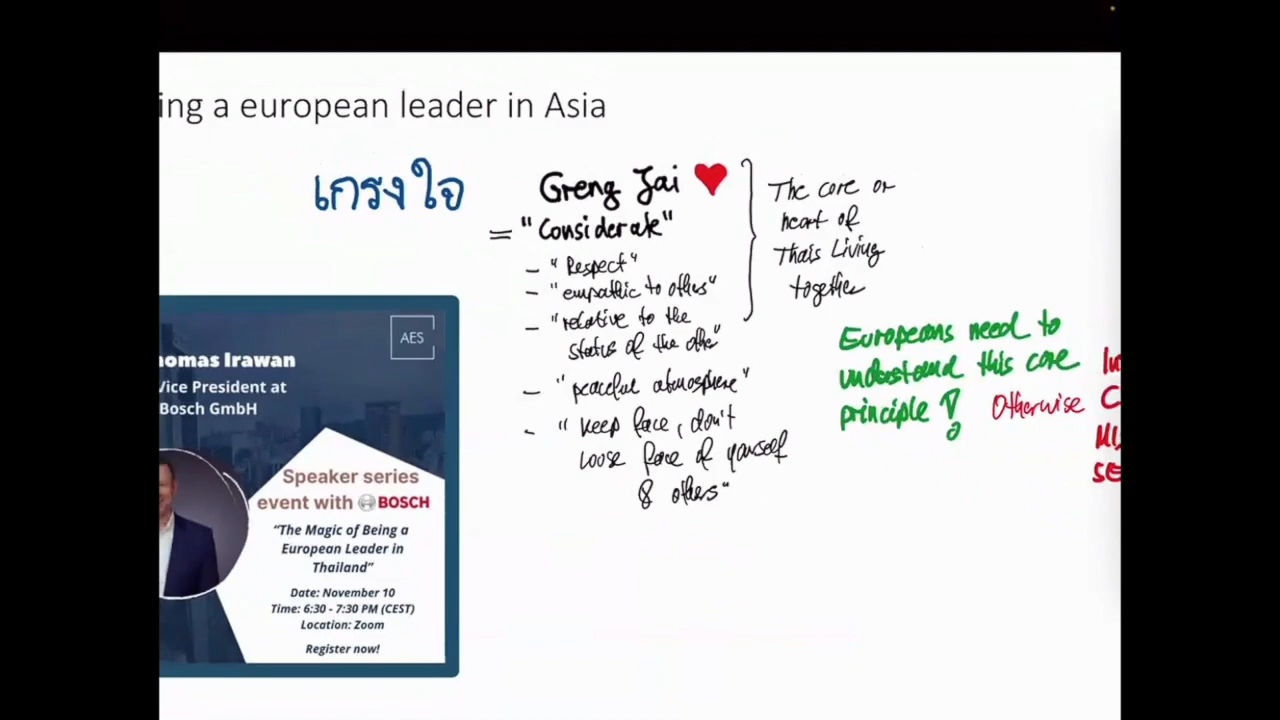 ing a european leader in Asia
เกรงใจ
Greng Jai
= "Considerate"
- "Respect"
- "empathic to others"
- "relative to the
status of the other"
- "peaceful atmosphere"
- "keep face, don't
loose face of yourself
& others"
The core or
heart of
Thais Living
together
Europeans need to
understand this core
principle !
Otherwise
AES
homas Irawan
Vice President at
Bosch GmbH
Speaker series
event with BOSCH
"The Magic of Being a
European Leader in
Thailand"
Date: November 10
Time: 6:30 - 7:30 PM (CEST)
Location: Zoom
Register now!